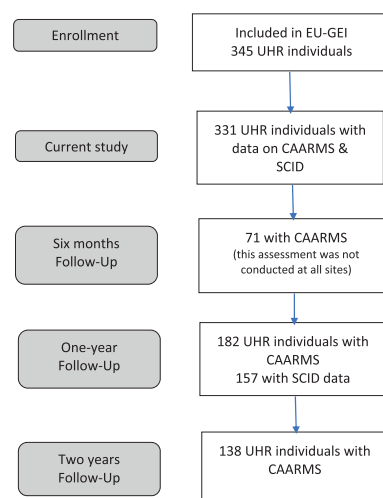 Enrollment
Included in EU-GEI
345 UHR individuals
Current study
331 UHR individuals with
data on CAARMS &
SCID
Six months
Follow-Up
71 with CAARMS
(this assessment was not
conducted at all sites)
One-year
Follow-Up
182 UHR individuals with
CAARMS
157 with SCID data
Two years
Follow-Up
138 UHR individuals with
CAARMS